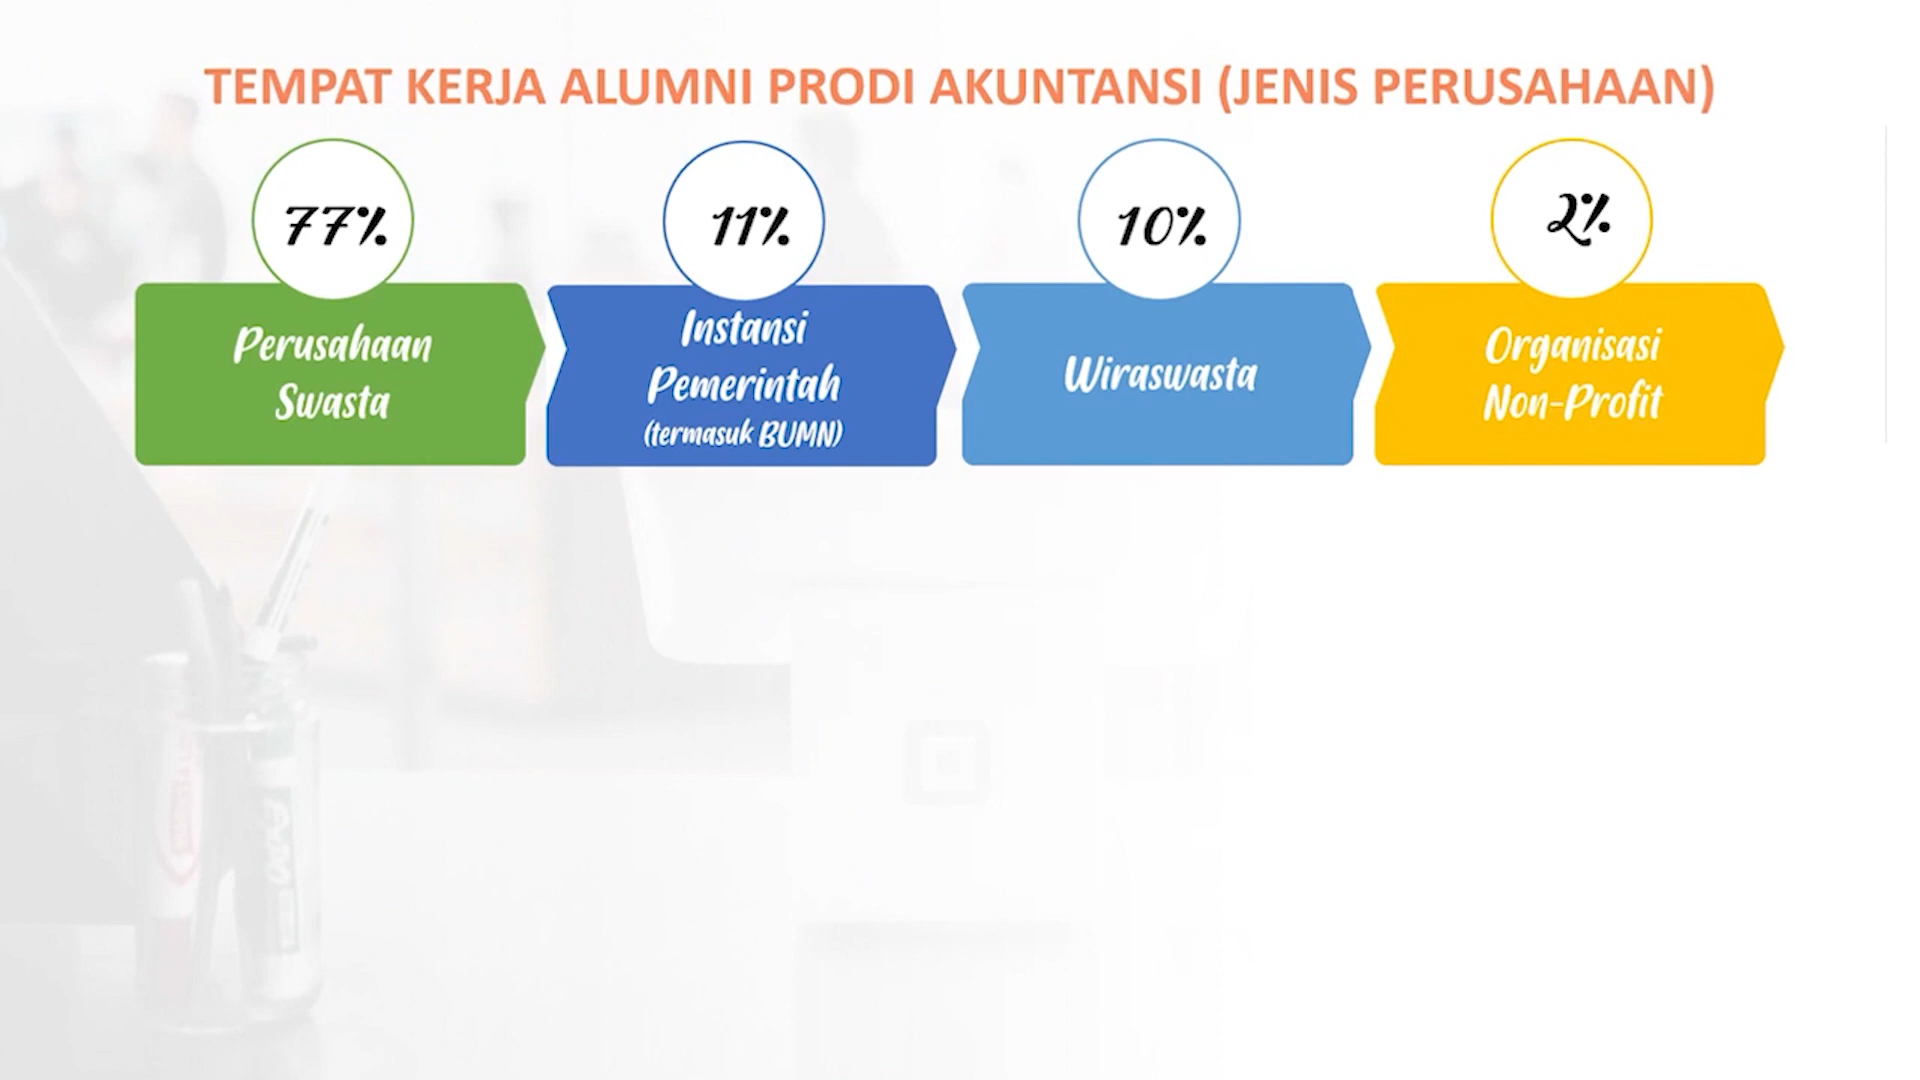 TEMPAT KERJA ALUMNI PRODI AKUNTANSI (JENIS PERUSAHAAN)
77%
11%
10%
2%
Perusahaan
Swasta
Instansi
Pemerintah
(termasuk BUMN)
Wiraswasta
Organisasi
Non-Profit
EXPO